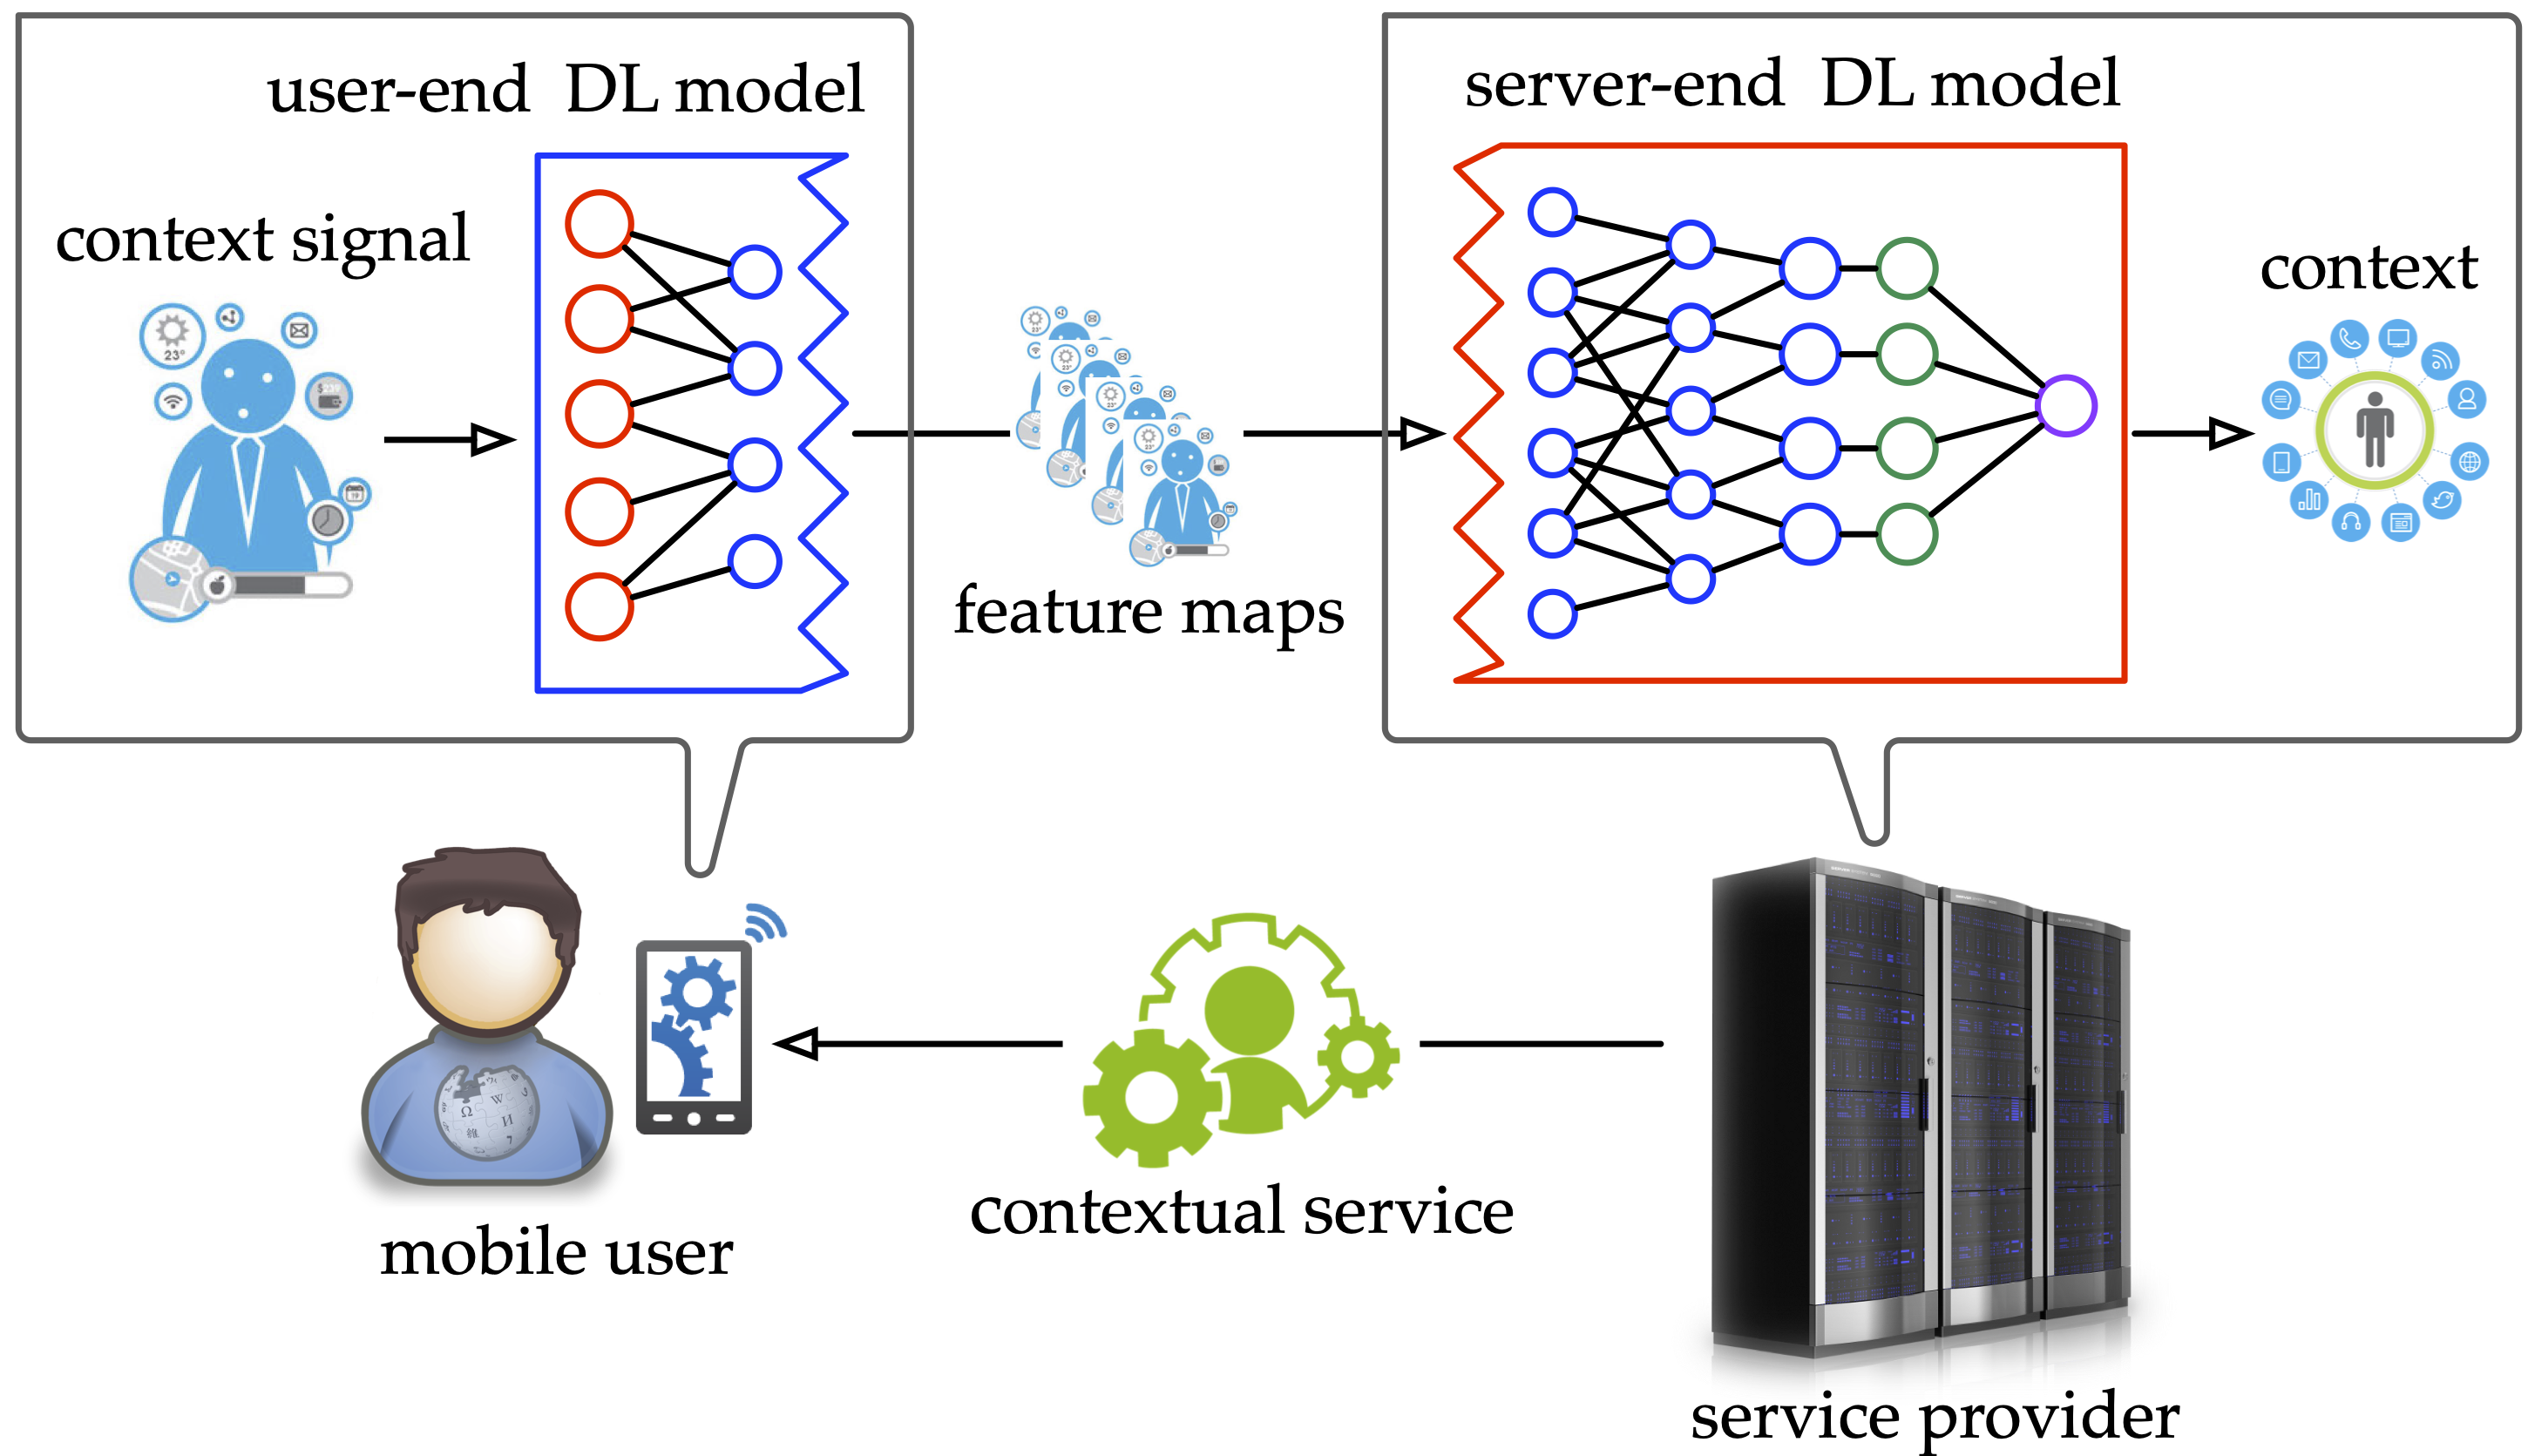 user-end DL model
server-end DL model
context signal
context
23°
feature maps
contextual service
mobile user
service provider